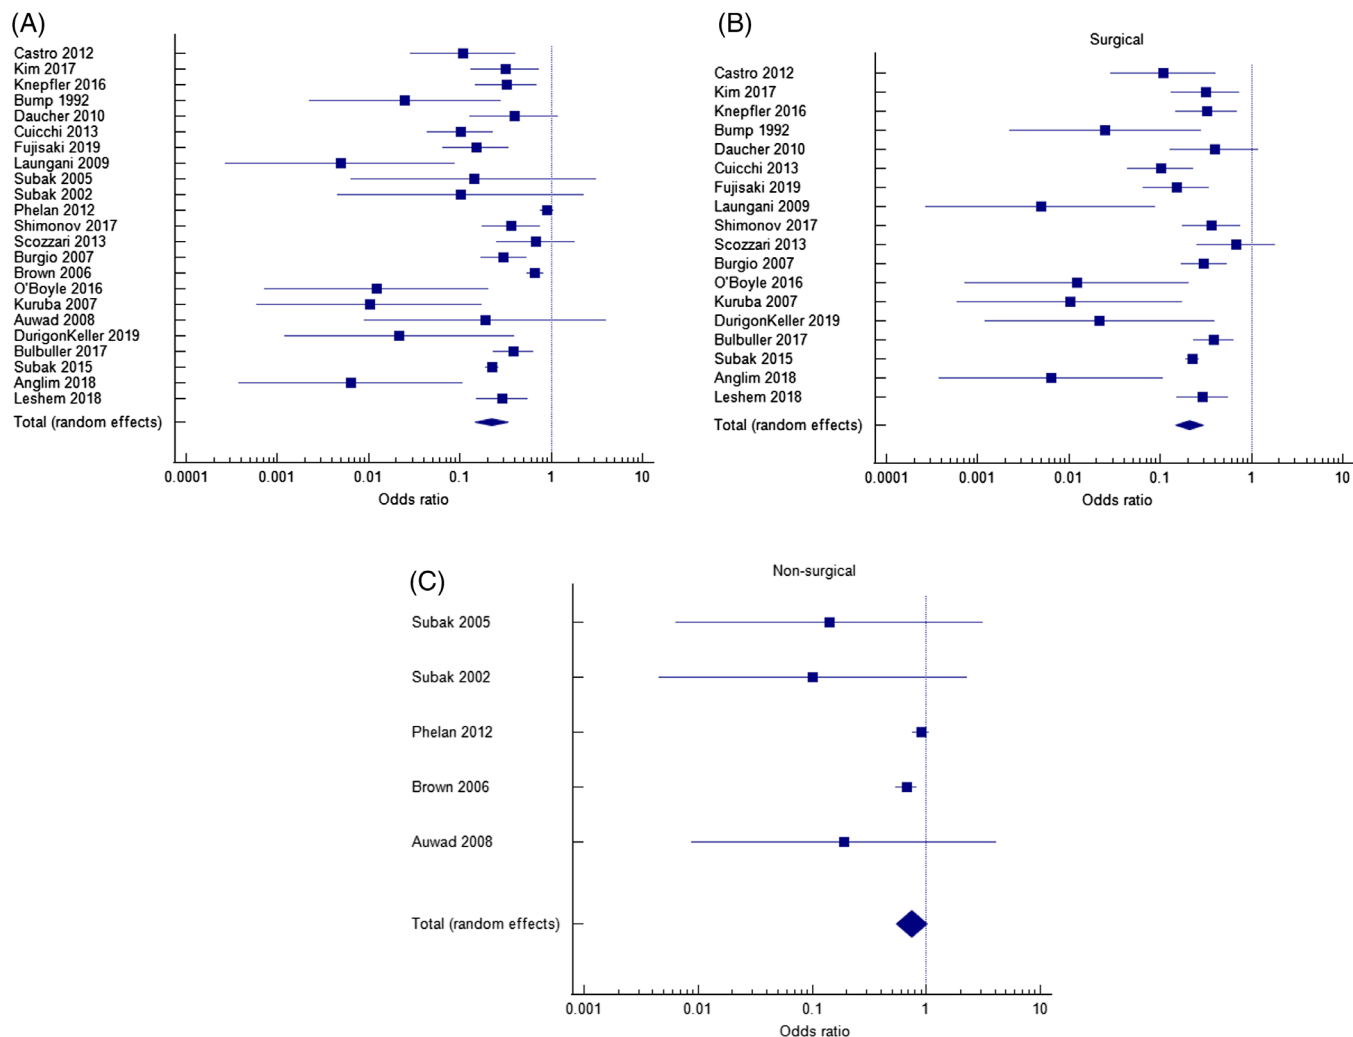 (A)
Castro 2012
Kim 2017
Knepfler 2016
Bump 1992
Daucher 2010
Cuicchi 2013
Fujisaki 2019
Laungani 2009
Subak 2005
Subak 2002
Phelan 2012
Shimonov 2017
Scozzari 2013
Burgio 2007
Brown 2006
O'Boyle 2016
Kuruba 2007
Auwad 2008
DurigonKeller 2019
Bulbuller 2017
Subak 2015
Anglim 2018
Leshem 2018
Total (random effects)
0.0001 0.001 0.01 0.1 1 10
Odds ratio
(B)
Surgical
Castro 2012
Kim 2017
Knepfler 2016
Bump 1992
Daucher 2010
Cuicchi 2013
Fujisaki 2019
Laungani 2009
Shimonov 2017
Scozzari 2013
Burgio 2007
O'Boyle 2016
Kuruba 2007
DurigonKeller 2019
Bulbuller 2017
Subak 2015
Anglim 2018
Leshem 2018
Total (random effects)
0.0001 0.001 0.01 0.1 1 10
Odds ratio
(C)
Non-surgical
Subak 2005
Subak 2002
Phelan 2012
Brown 2006
Auwad 2008
Total (random effects)
0.001 0.01 0.1 1 10
Odds ratio